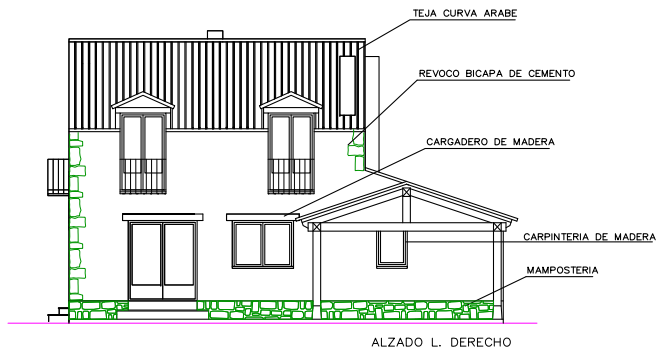 TEJA CURVA ARABE
REVOCO BICAPA DE CEMENTO
CARGADERO DE MADERA
CARPINTERIA DE MADERA
MAMPOSTERIA
ALZADO L. DERECHO